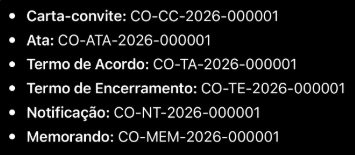 • Carta-convite: CO-CC-2026-000001
• Ata: CO-ATA-2026-000001
• Termo de Acordo: CO-TA-2026-000001
• Termo de Encerramento: CO-TE-2026-000001
• Notificação: CO-NT-2026-000001
• Memorando: CO-MEM-2026-000001